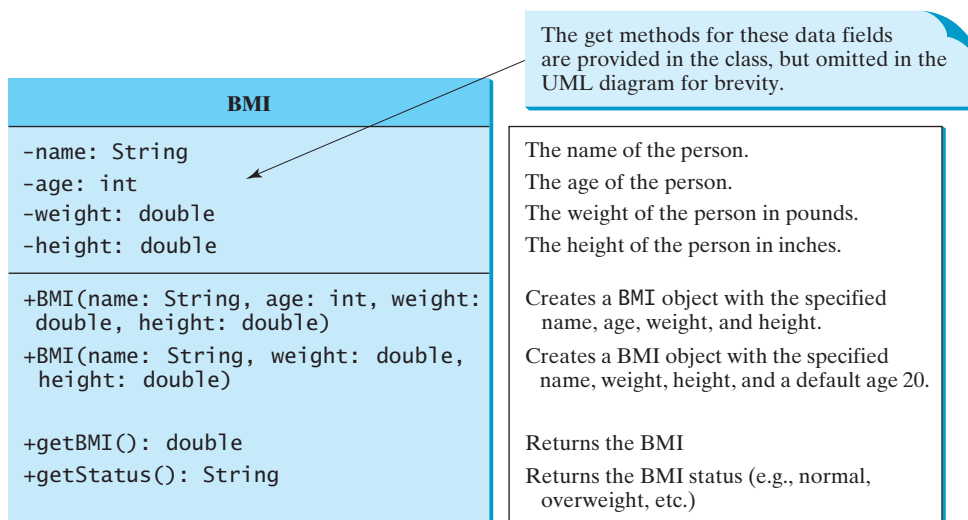 The get methods for these data fields
are provided in the class, but omitted in the
UML diagram for brevity.
BMI
-name: String
-age: int
-weight: double
-height: double
The name of the person.
The age of the person.
The weight of the person in pounds.
The height of the person in inches.
+BMI(name: String, age: int, weight:
double, height: double)
+BMI(name: String, weight: double,
height: double)
+getBMI(): double
+getStatus(): String
Creates a BMI object with the specified
name, age, weight, and height.
Creates a BMI object with the specified
name, weight, height, and a default age 20.
Returns the BMI
Returns the BMI status (e.g., normal,
overweight, etc.)